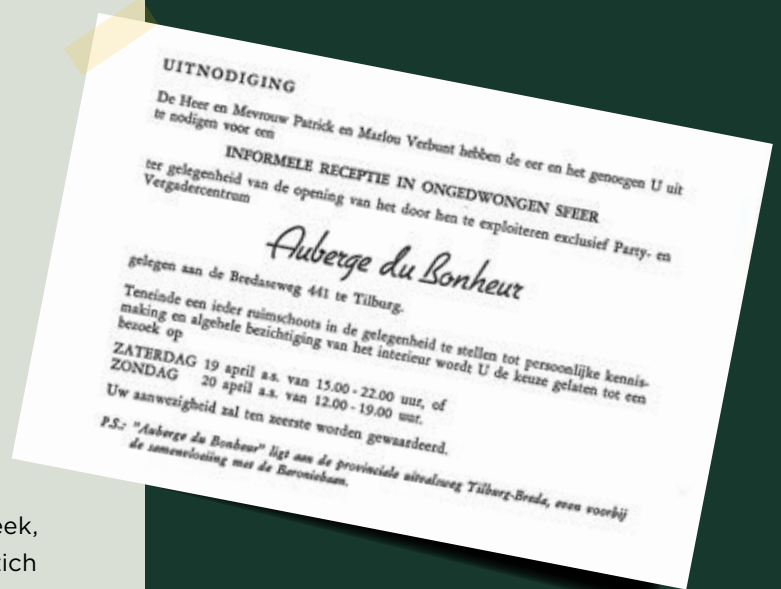 UITNODIGING
De Heer en Mevrouw Patrick en Marlou Verbunt hebben de eer en het genoegen U uit
te nodigen voor een
INFORMELE RECEPTIE IN ONGEDWONGEN SFEER
ter gelegenheid van de opening van het door hen te exploiteren exclusief Party- en
Vergadercentrum
Auberge du Bonheur
gelegen aan de Bredaseweg 441 te Tilburg.
Teneinde een ieder ruimschoots in de gelegenheid te stellen tot persoonlijke kennis-
making en algehele bezichtiging van het interieur wordt U de keuze gelaten tot een
bezoek op
ZATERDAG 19 april a.s. van 15.00 - 22.00 uur, of
ZONDAG 20 april a.s. van 12.00 - 19.00 uur.
Uw aanwezigheid zal ten zeerste worden gewaardeerd.
P.S.: "Auberge du Bonheur" ligt aan de provinciale uitvalsweg Tilburg-Breda, even voorbij
de samenvloeiing met de Baroniebaan.
eek,
ich